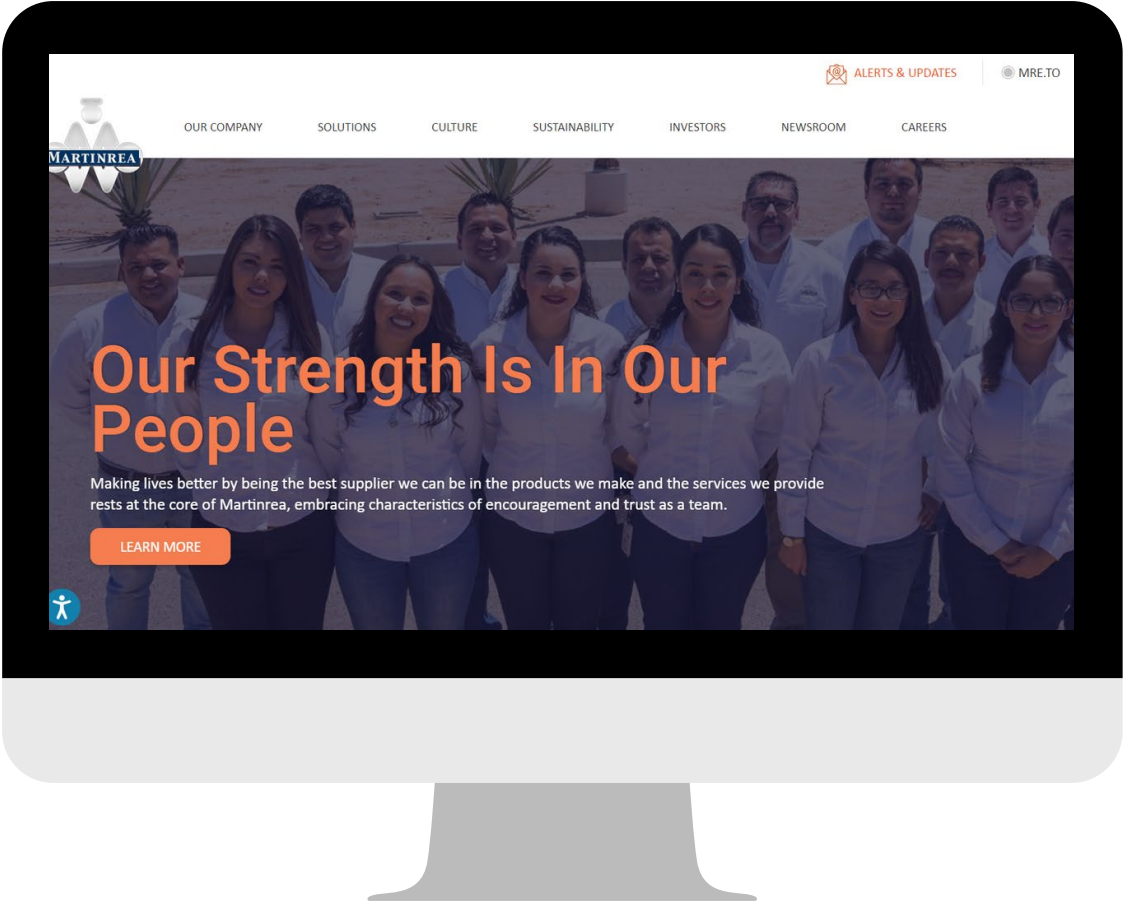 ALERTS & UPDATES
MRE.TO
MARTINREA
OUR COMPANY SOLUTIONS CULTURE SUSTAINABILITY INVESTORS NEWSROOM CAREERS
Our Strength Is In Our
People
Making lives better by being the best supplier we can be in the products we make and the services we provide
rests at the core of Martinrea, embracing characteristics of encouragement and trust as a team.
LEARN MORE